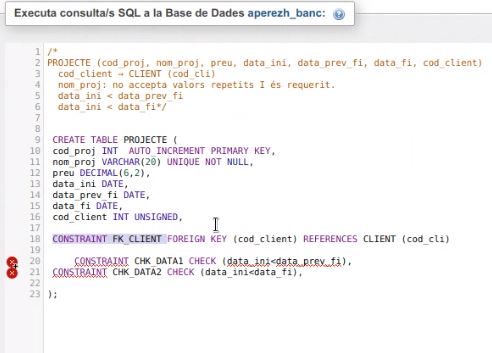 Executa consulta/s SQL a la Base de Dades aperezh_banc:
1 /*
2 PROJECTE (cod_proj, nom_proj, preu, data_ini, data_prev_fi, data_fi, cod_client)
3 cod_client → CLIENT (cod_cli)
4 nom_proj: no accepta valors repetits I és requerit.
5 data_ini < data_prev_fi
6 data_ini < data_fi*/
7
8
9 CREATE TABLE PROJECTE (
10 cod_proj INT AUTO_INCREMENT PRIMARY KEY,
11 nom_proj VARCHAR(20) UNIQUE NOT NULL,
12 preu DECIMAL(6,2),
13 data_ini DATE,
14 data_prev_fi DATE,
15 data_fi DATE,
16 cod_client INT UNSIGNED,
17
18 CONSTRAINT FK_CLIENT FOREIGN KEY (cod_client) REFERENCES CLIENT (cod_cli)
19
20 CONSTRAINT CHK_DATA1 CHECK (data_ini<data_prev_fi),
21 CONSTRAINT CHK_DATA2 CHECK (data_ini<data_fi),
22
23 );